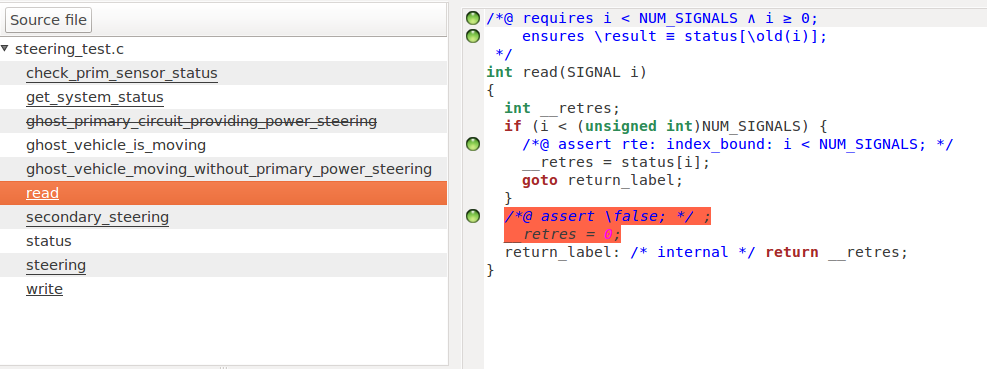 Source file
steering_test.c
check_prim_sensor_status
get_system_status
ghost_primary_circuit_providing_power_steering
ghost_vehicle_is_moving
ghost_vehicle_moving_without_primary_power_steering
read
secondary_steering
status
steering
write
/*@ requires i < NUM_SIGNALS ∧ i ≥ 0;
ensures \result ≡ status[\old(i)];
*/
int read(SIGNAL i)
{
int __retres;
if (i < (unsigned int)NUM_SIGNALS) {
/*@ assert rte: index_bound: i < NUM_SIGNALS; */
__retres = status[i];
goto return_label;
}
/*@ assert \false; */ ;
__retres = 0;
return_label: /* internal */ return __retres;
}